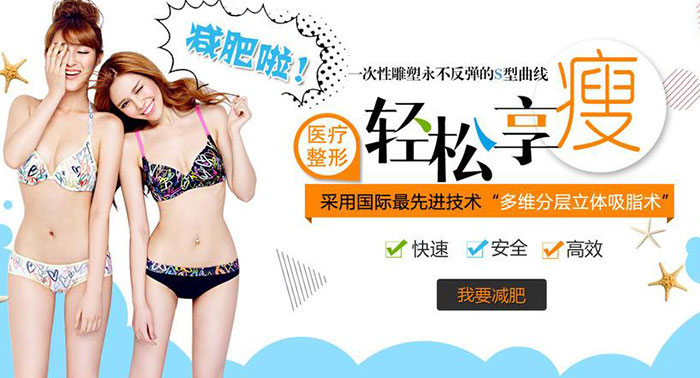 减肥啦!
一次性雕塑永不反弹的S型曲线
医疗
整形
轻松享瘦
采用国际最先进技术 “多维分层立体吸脂术”
快速 安全 高效
我要减肥